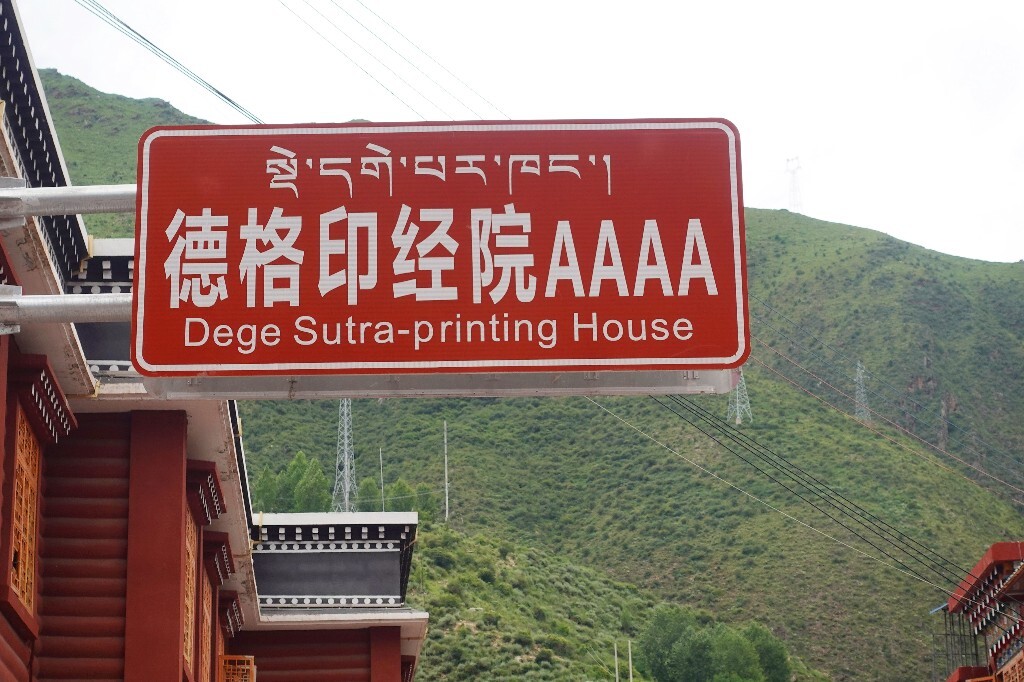 སྡེ་དགེ་པར་ཁང་།
德格印经院AAAA
Dege Sutra-printing House